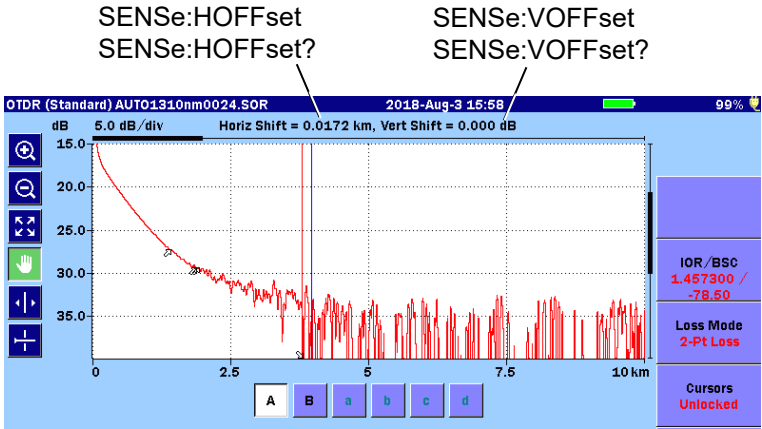 SENSe:HOFFset SENSe:VOFFset
SENSe:HOFFset? SENSe:VOFFset?
OTDR (Standard) AUTO1310nm0024.SOR 2018-Aug-3 15:58 99%
dB 5.0 dB/div Horiz Shift = 0.0172 km, Vert Shift = 0.000 dB
15.0
20.0
25.0
30.0
35.0
0 2.5 5 7.5 10 km
A B a b c d
IOR/BSC
1.457300 /
-78.50
Loss Mode
2-Pt Loss
Cursors
Unlocked